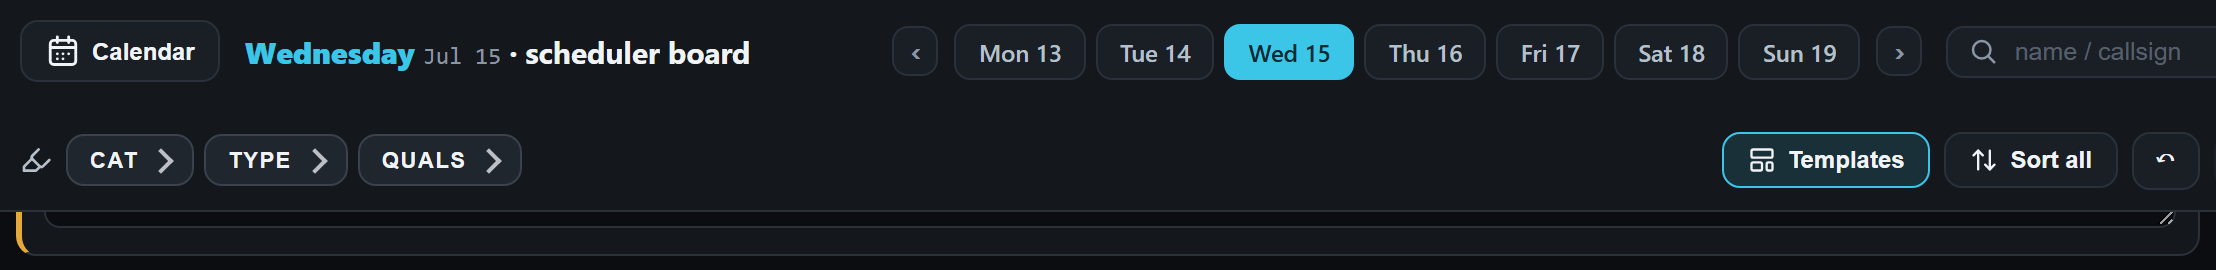 Calendar Wednesday Jul 15 · scheduler board ‹ Mon 13 Tue 14 Wed 15 Thu 16 Fri 17 Sat 18 Sun 19 › name / callsign
CAT TYPE QUALS Templates Sort all